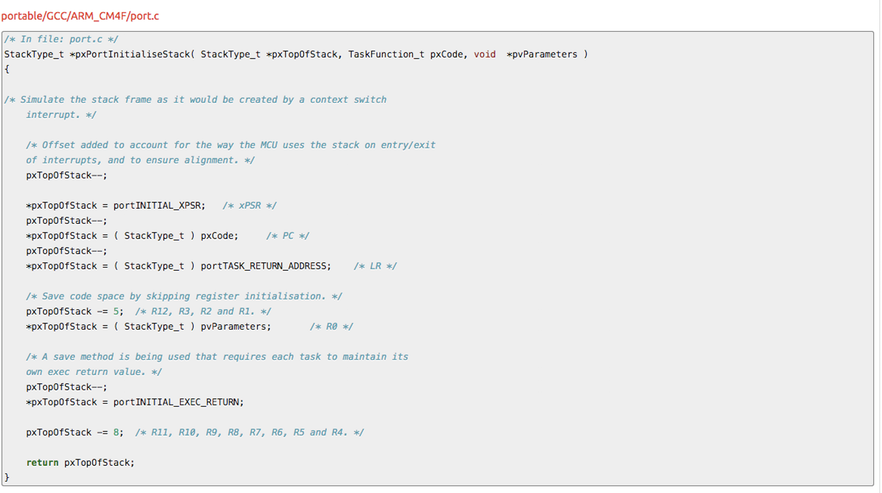 portable/GCC/ARM_CM4F/port.c
/* In file: port.c */
StackType_t *pxPortInitialiseStack( StackType_t *pxTopOfStack, TaskFunction_t pxCode, void  *pvParameters )
{
/* Simulate the stack frame as it would be created by a context switch
interrupt. */
/* Offset added to account for the way the MCU uses the stack on entry/exit
of interrupts, and to ensure alignment. */
pxTopOfStack--;
*pxTopOfStack = portINITIAL_XPSR;   /* xPSR */
pxTopOfStack--;
*pxTopOfStack = ( StackType_t ) pxCode;     /* PC */
pxTopOfStack--;
*pxTopOfStack = ( StackType_t ) portTASK_RETURN_ADDRESS;    /* LR */
/* Save code space by skipping register initialisation. */
pxTopOfStack -= 5;  /* R12, R3, R2 and R1. */
*pxTopOfStack = ( StackType_t ) pvParameters;       /* R0 */
/* A save method is being used that requires each task to maintain its
own exec return value. */
pxTopOfStack--;
*pxTopOfStack = portINITIAL_EXEC_RETURN;
pxTopOfStack -= 8;  /* R11, R10, R9, R8, R7, R6, R5 and R4. */
return pxTopOfStack;
}